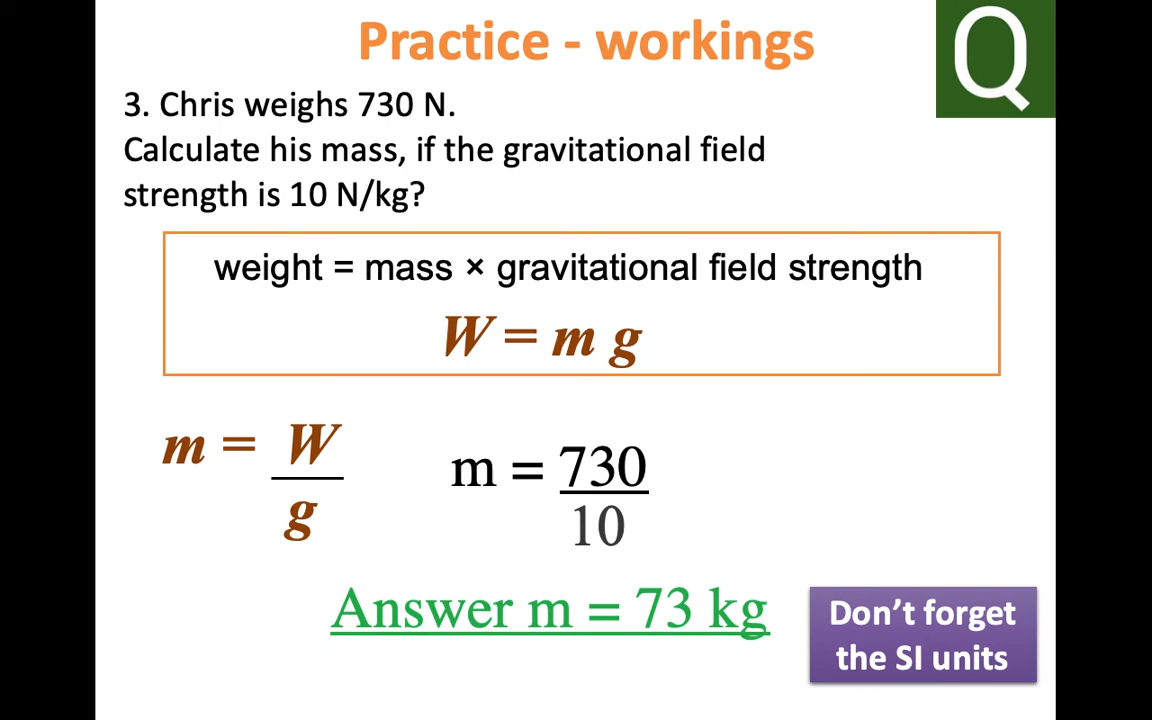 Practice - workings
Q
3. Chris weighs 730 N.
Calculate his mass, if the gravitational field
strength is 10 N/kg?
weight = mass × gravitational field strength
W = m g
m = W
g
m = 730
10
Answer m = 73 kg
Don’t forget
the SI units